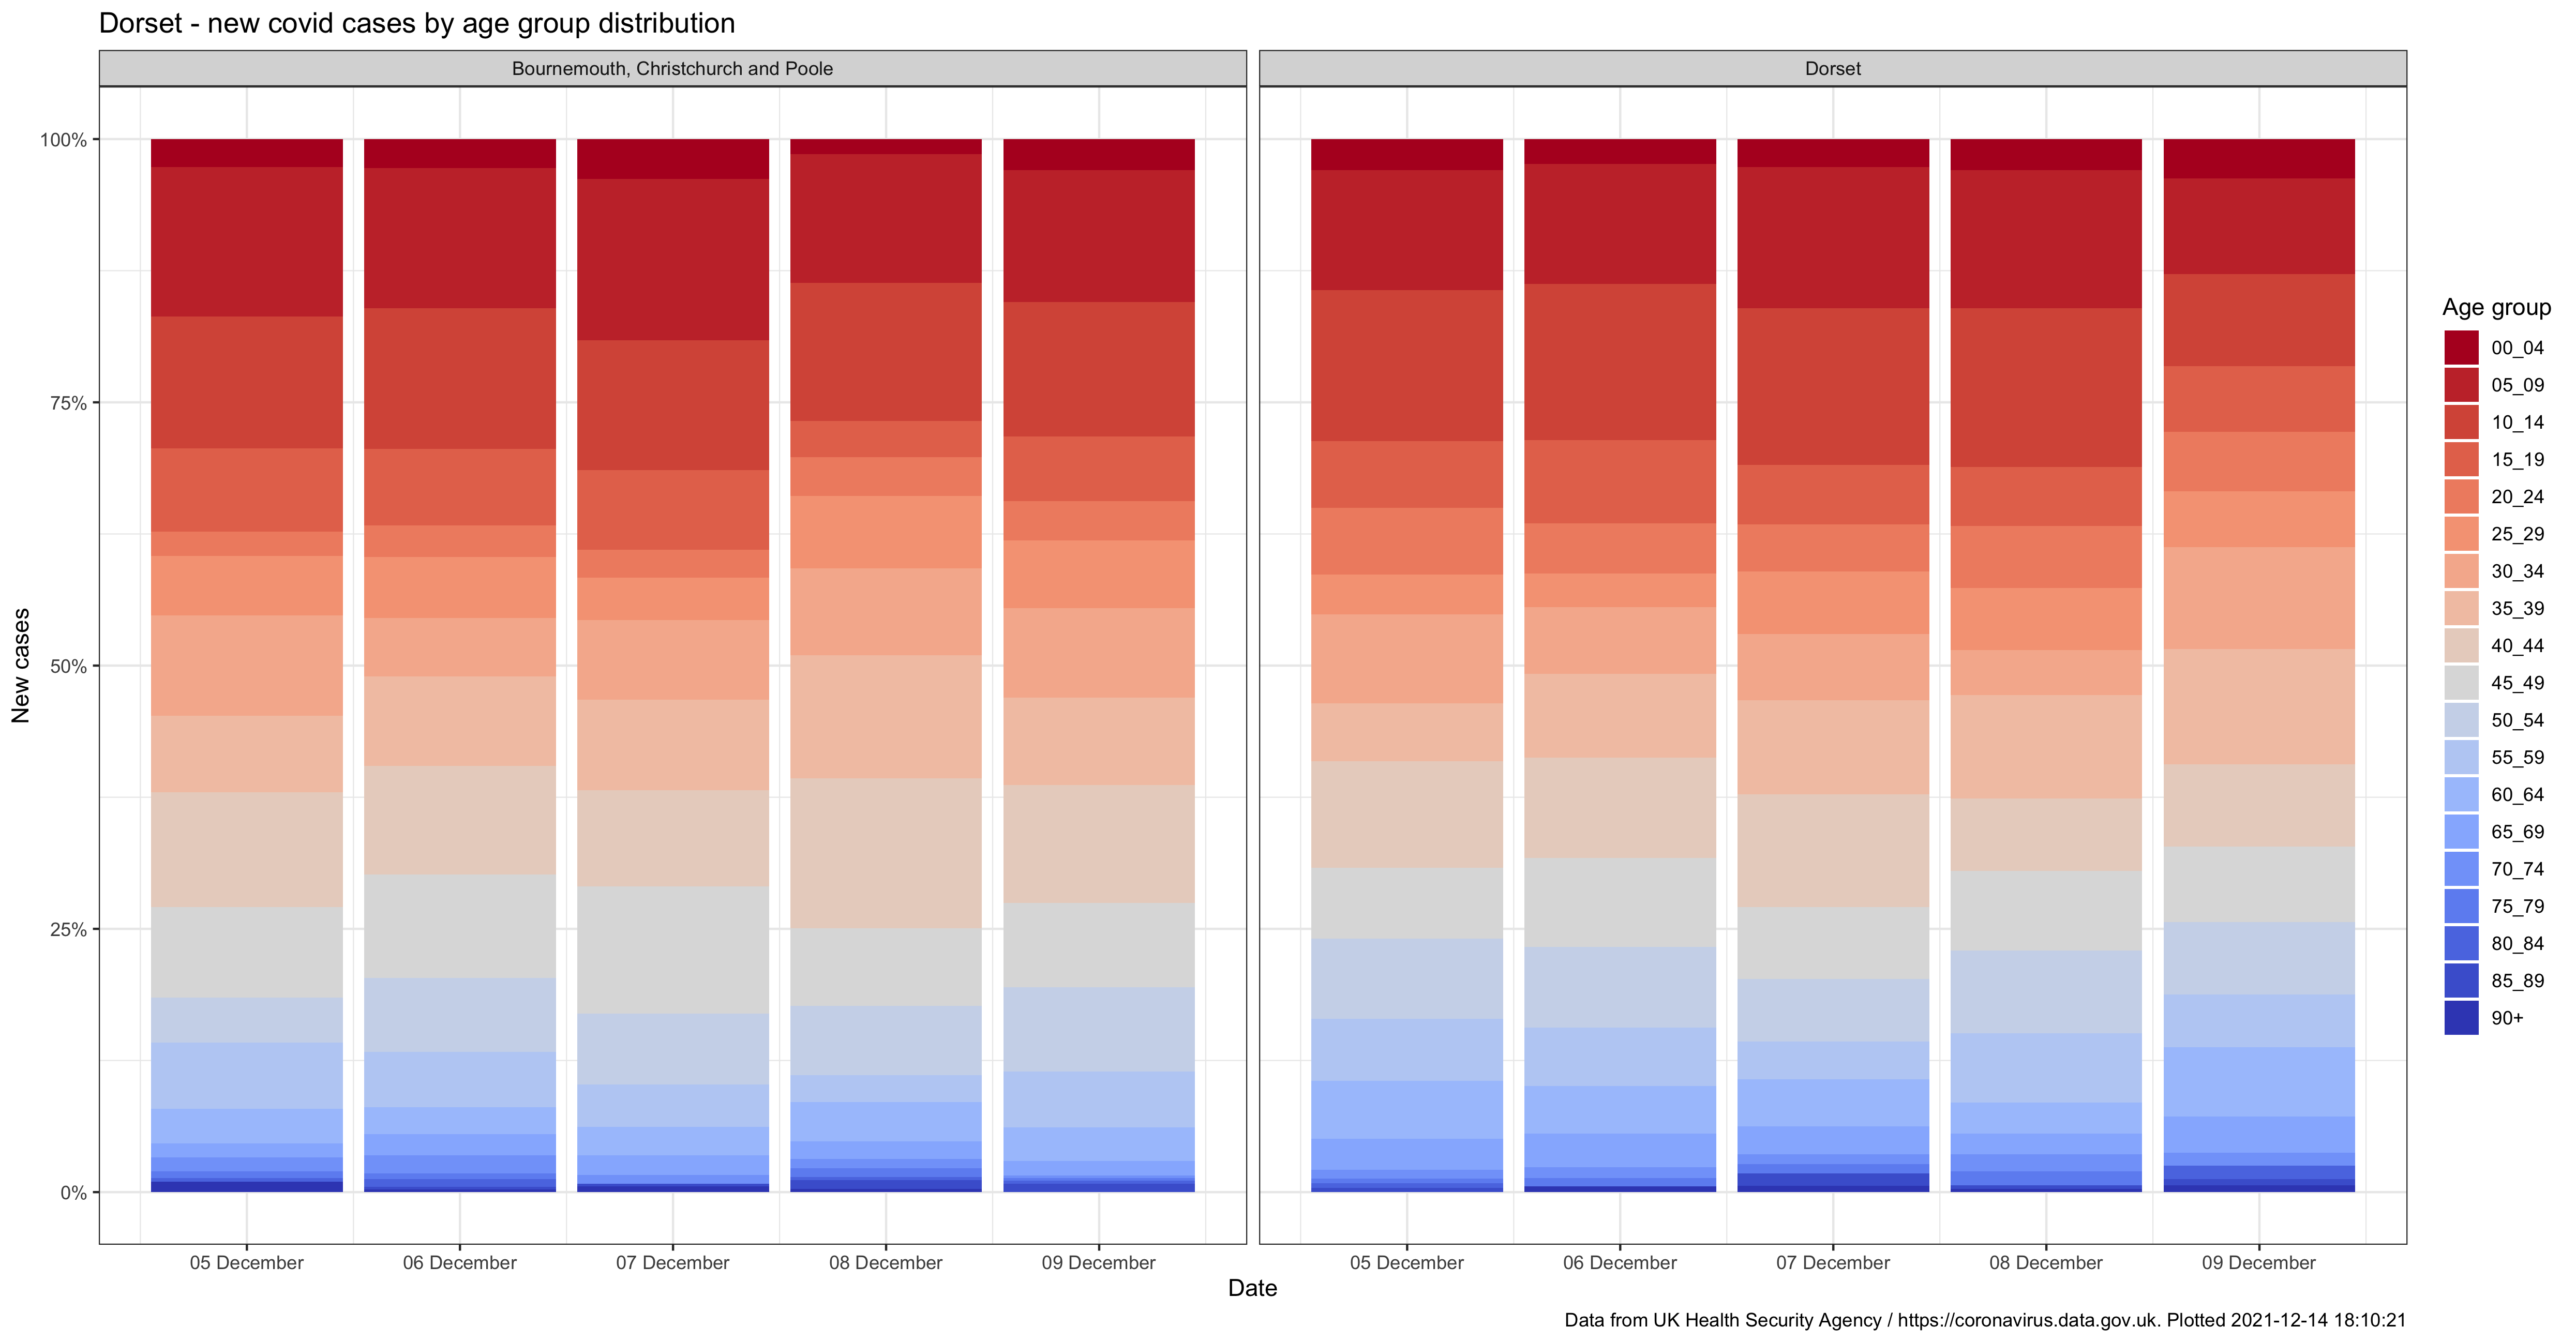 Dorset - new covid cases by age group distribution
Bournemouth, Christchurch and Poole
Dorset
New cases
100%
75%
50%
25%
0%
05 December
06 December
07 December
08 December
09 December
05 December
06 December
07 December
08 December
09 December
Date
Age group
00_04
05_09
10_14
15_19
20_24
25_29
30_34
35_39
40_44
45_49
50_54
55_59
60_64
65_69
70_74
75_79
80_84
85_89
90+
Data from UK Health Security Agency / https://coronavirus.data.gov.uk. Plotted 2021-12-14 18:10:21